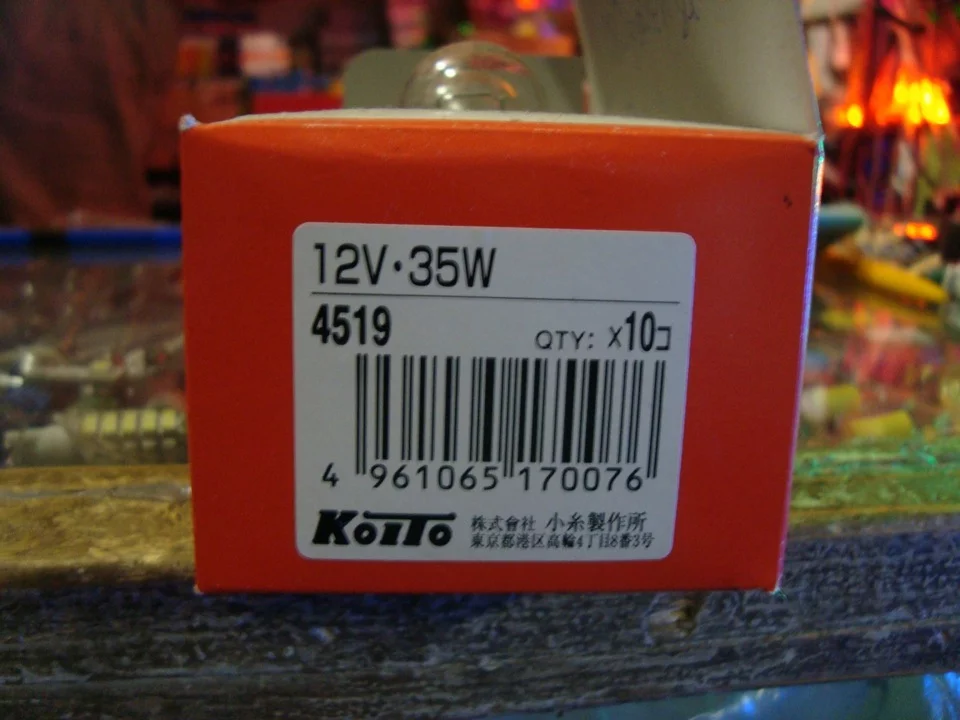 12V・35W
4519 QTY: X10コ
4 961065 170076
KOITO 株式會社 小糸製作所
東京都港区高輪4丁目8番3号